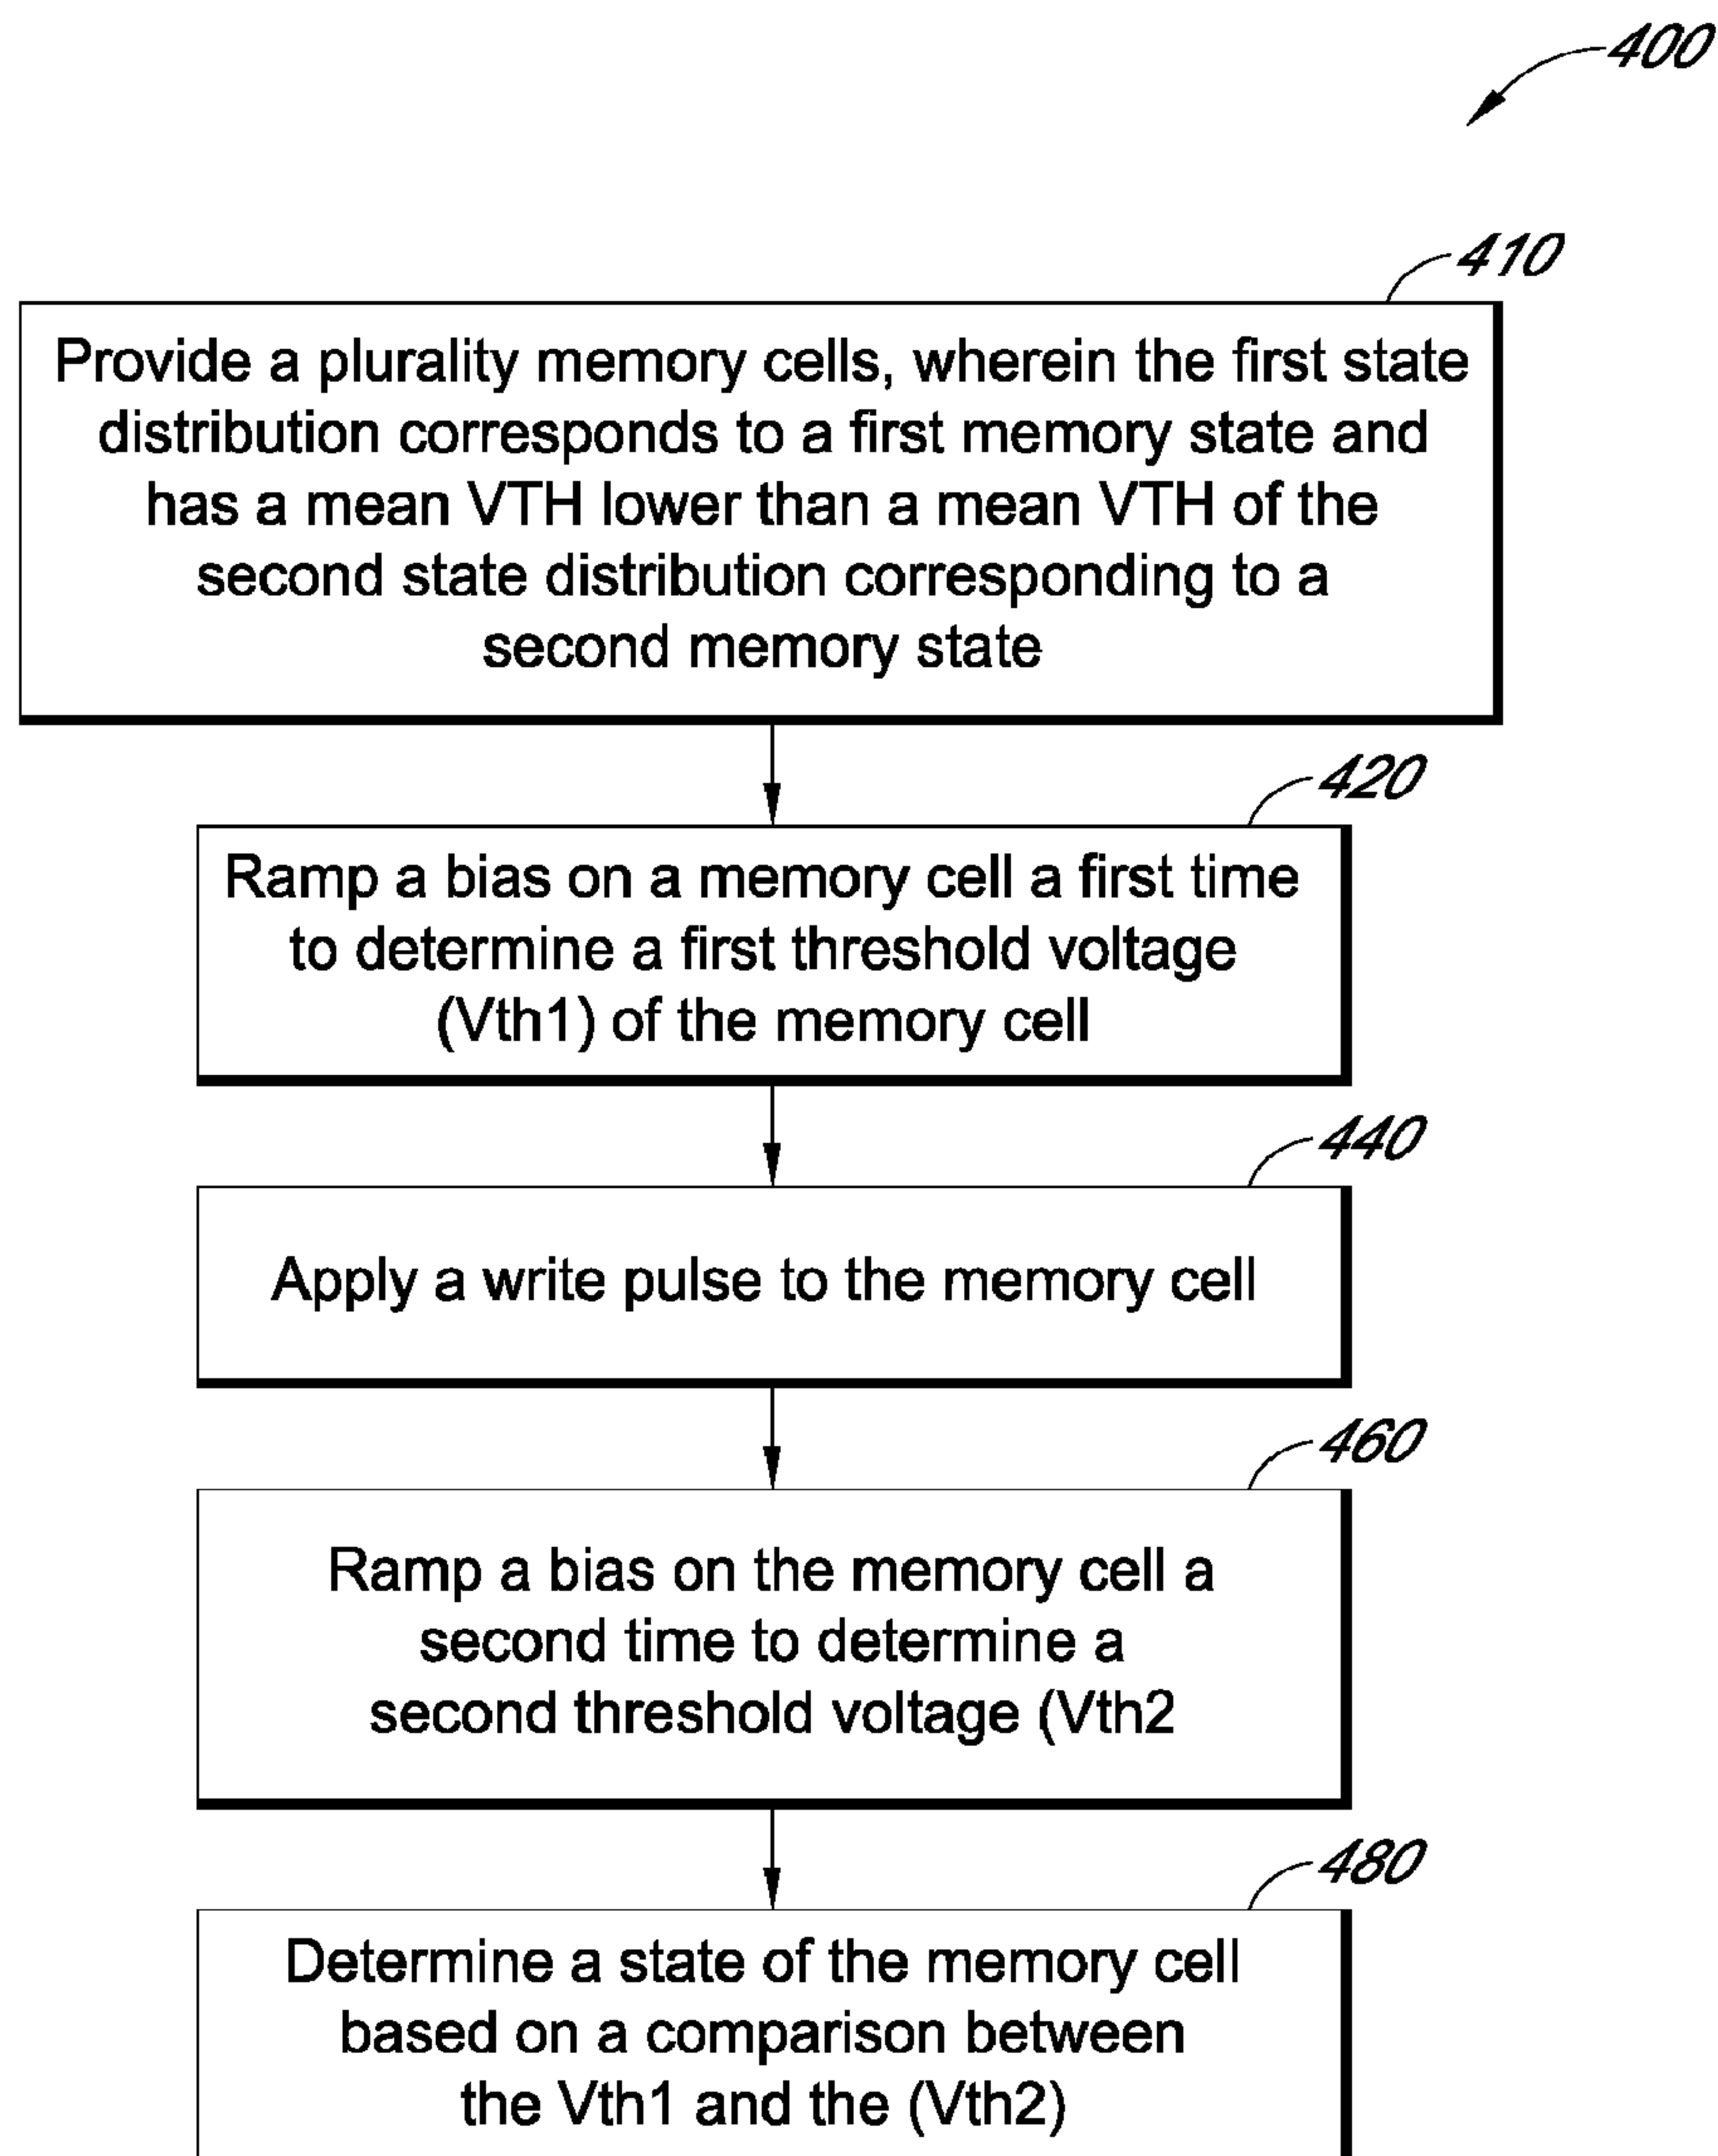 400
410
Provide a plurality memory cells, wherein the first state
distribution corresponds to a first memory state and
has a mean VTH lower than a mean VTH of the
second state distribution corresponding to a
second memory state
420
Ramp a bias on a memory cell a first time
to determine a first threshold voltage
(Vth1) of the memory cell
440
Apply a write pulse to the memory cell
460
Ramp a bias on the memory cell a
second time to determine a
second threshold voltage (Vth2
480
Determine a state of the memory cell
based on a comparison between
the Vth1 and the (Vth2)